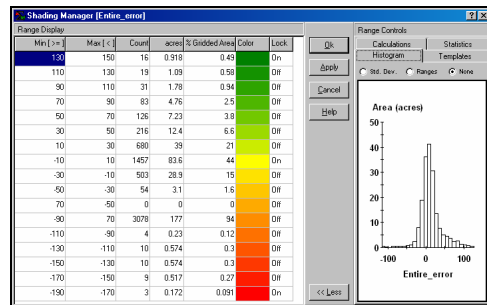 Shading Manager [Entire_error]
Range Display
Min [>= ] Max [ < ] Count acres % Gridded Area Color Lock
130 150 16 0.918 0.49 On
110 130 19 1.09 0.58 Off
90 110 31 1.78 0.94 Off
70 90 83 4.76 2.5 Off
50 70 126 7.23 3.8 Off
30 50 216 12.4 6.6 Off
10 30 680 39 21 Off
-10 10 1457 83.6 44 On
-30 -10 503 28.9 15 Off
-50 -30 54 3.1 1.6 Off
70 -50 0 0 0 Off
-90 70 3078 177 94 Off
-110 -90 4 0.23 0.12 Off
-130 -110 10 0.574 0.3 Off
-150 -130 10 0.574 0.3 Off
-170 -150 9 0.517 0.27 Off
-190 -170 3 0.172 0.091 On
Ok
Apply
Cancel
Help
<< Less
Range Controls
Calculations Statistics
Histogram Templates
Std. Dev. Ranges None
Area (acres)
50
40
30
20
10
0
-100 0 100
Entire_error